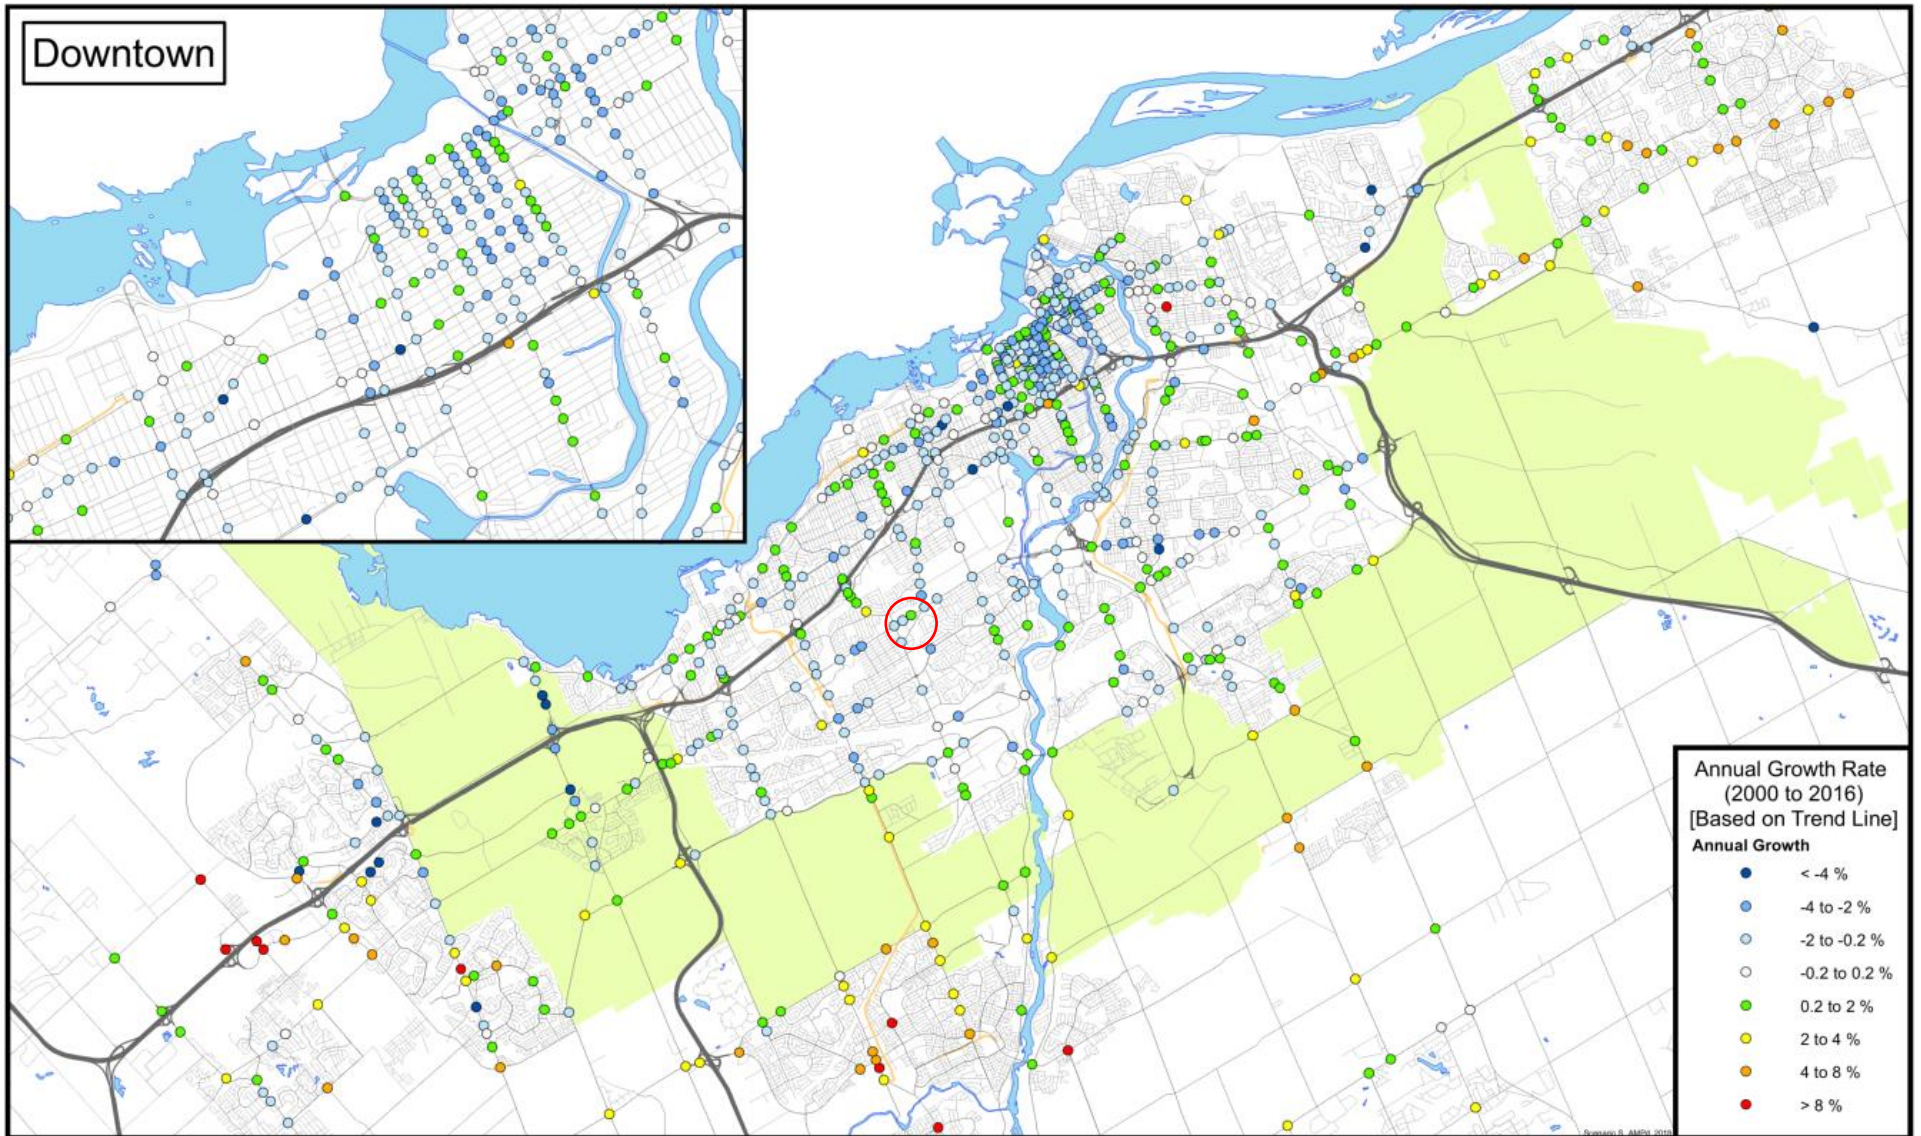 Downtown
Annual Growth Rate
(2000 to 2016)
[Based on Trend Line]
Annual Growth
< -4 %
-4 to -2 %
-2 to -0.2 %
-0.2 to 0.2 %
0.2 to 2 %
2 to 4 %
4 to 8 %
> 8 %